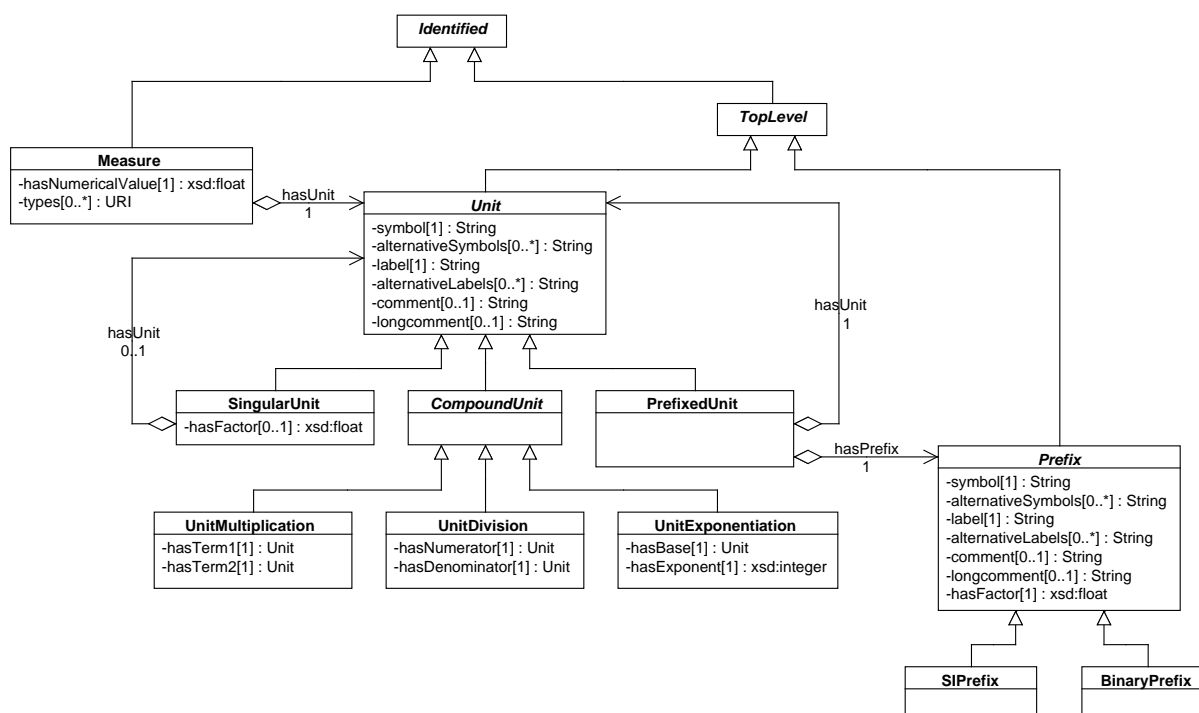 Identified
TopLevel
Measure
-hasNumericalValue[1] : xsd:float
-types[0..*] : URI
hasUnit
1
Unit
-symbol[1] : String
-alternativeSymbols[0..*] : String
-label[1] : String
-alternativeLabels[0..*] : String
-comment[0..1] : String
-longcomment[0..1] : String
hasUnit
0..1
hasUnit
1
SingularUnit
-hasFactor[0..1] : xsd:float
CompoundUnit
PrefixedUnit
hasPrefix
1
Prefix
-symbol[1] : String
-alternativeSymbols[0..*] : String
-label[1] : String
-alternativeLabels[0..*] : String
-comment[0..1] : String
-longcomment[0..1] : String
-hasFactor[1] : xsd:float
UnitMultiplication
-hasTerm1[1] : Unit
-hasTerm2[1] : Unit
UnitDivision
-hasNumerator[1] : Unit
-hasDenominator[1] : Unit
UnitExponentiation
-hasBase[1] : Unit
-hasExponent[1] : xsd:integer
SIPrefix
BinaryPrefix